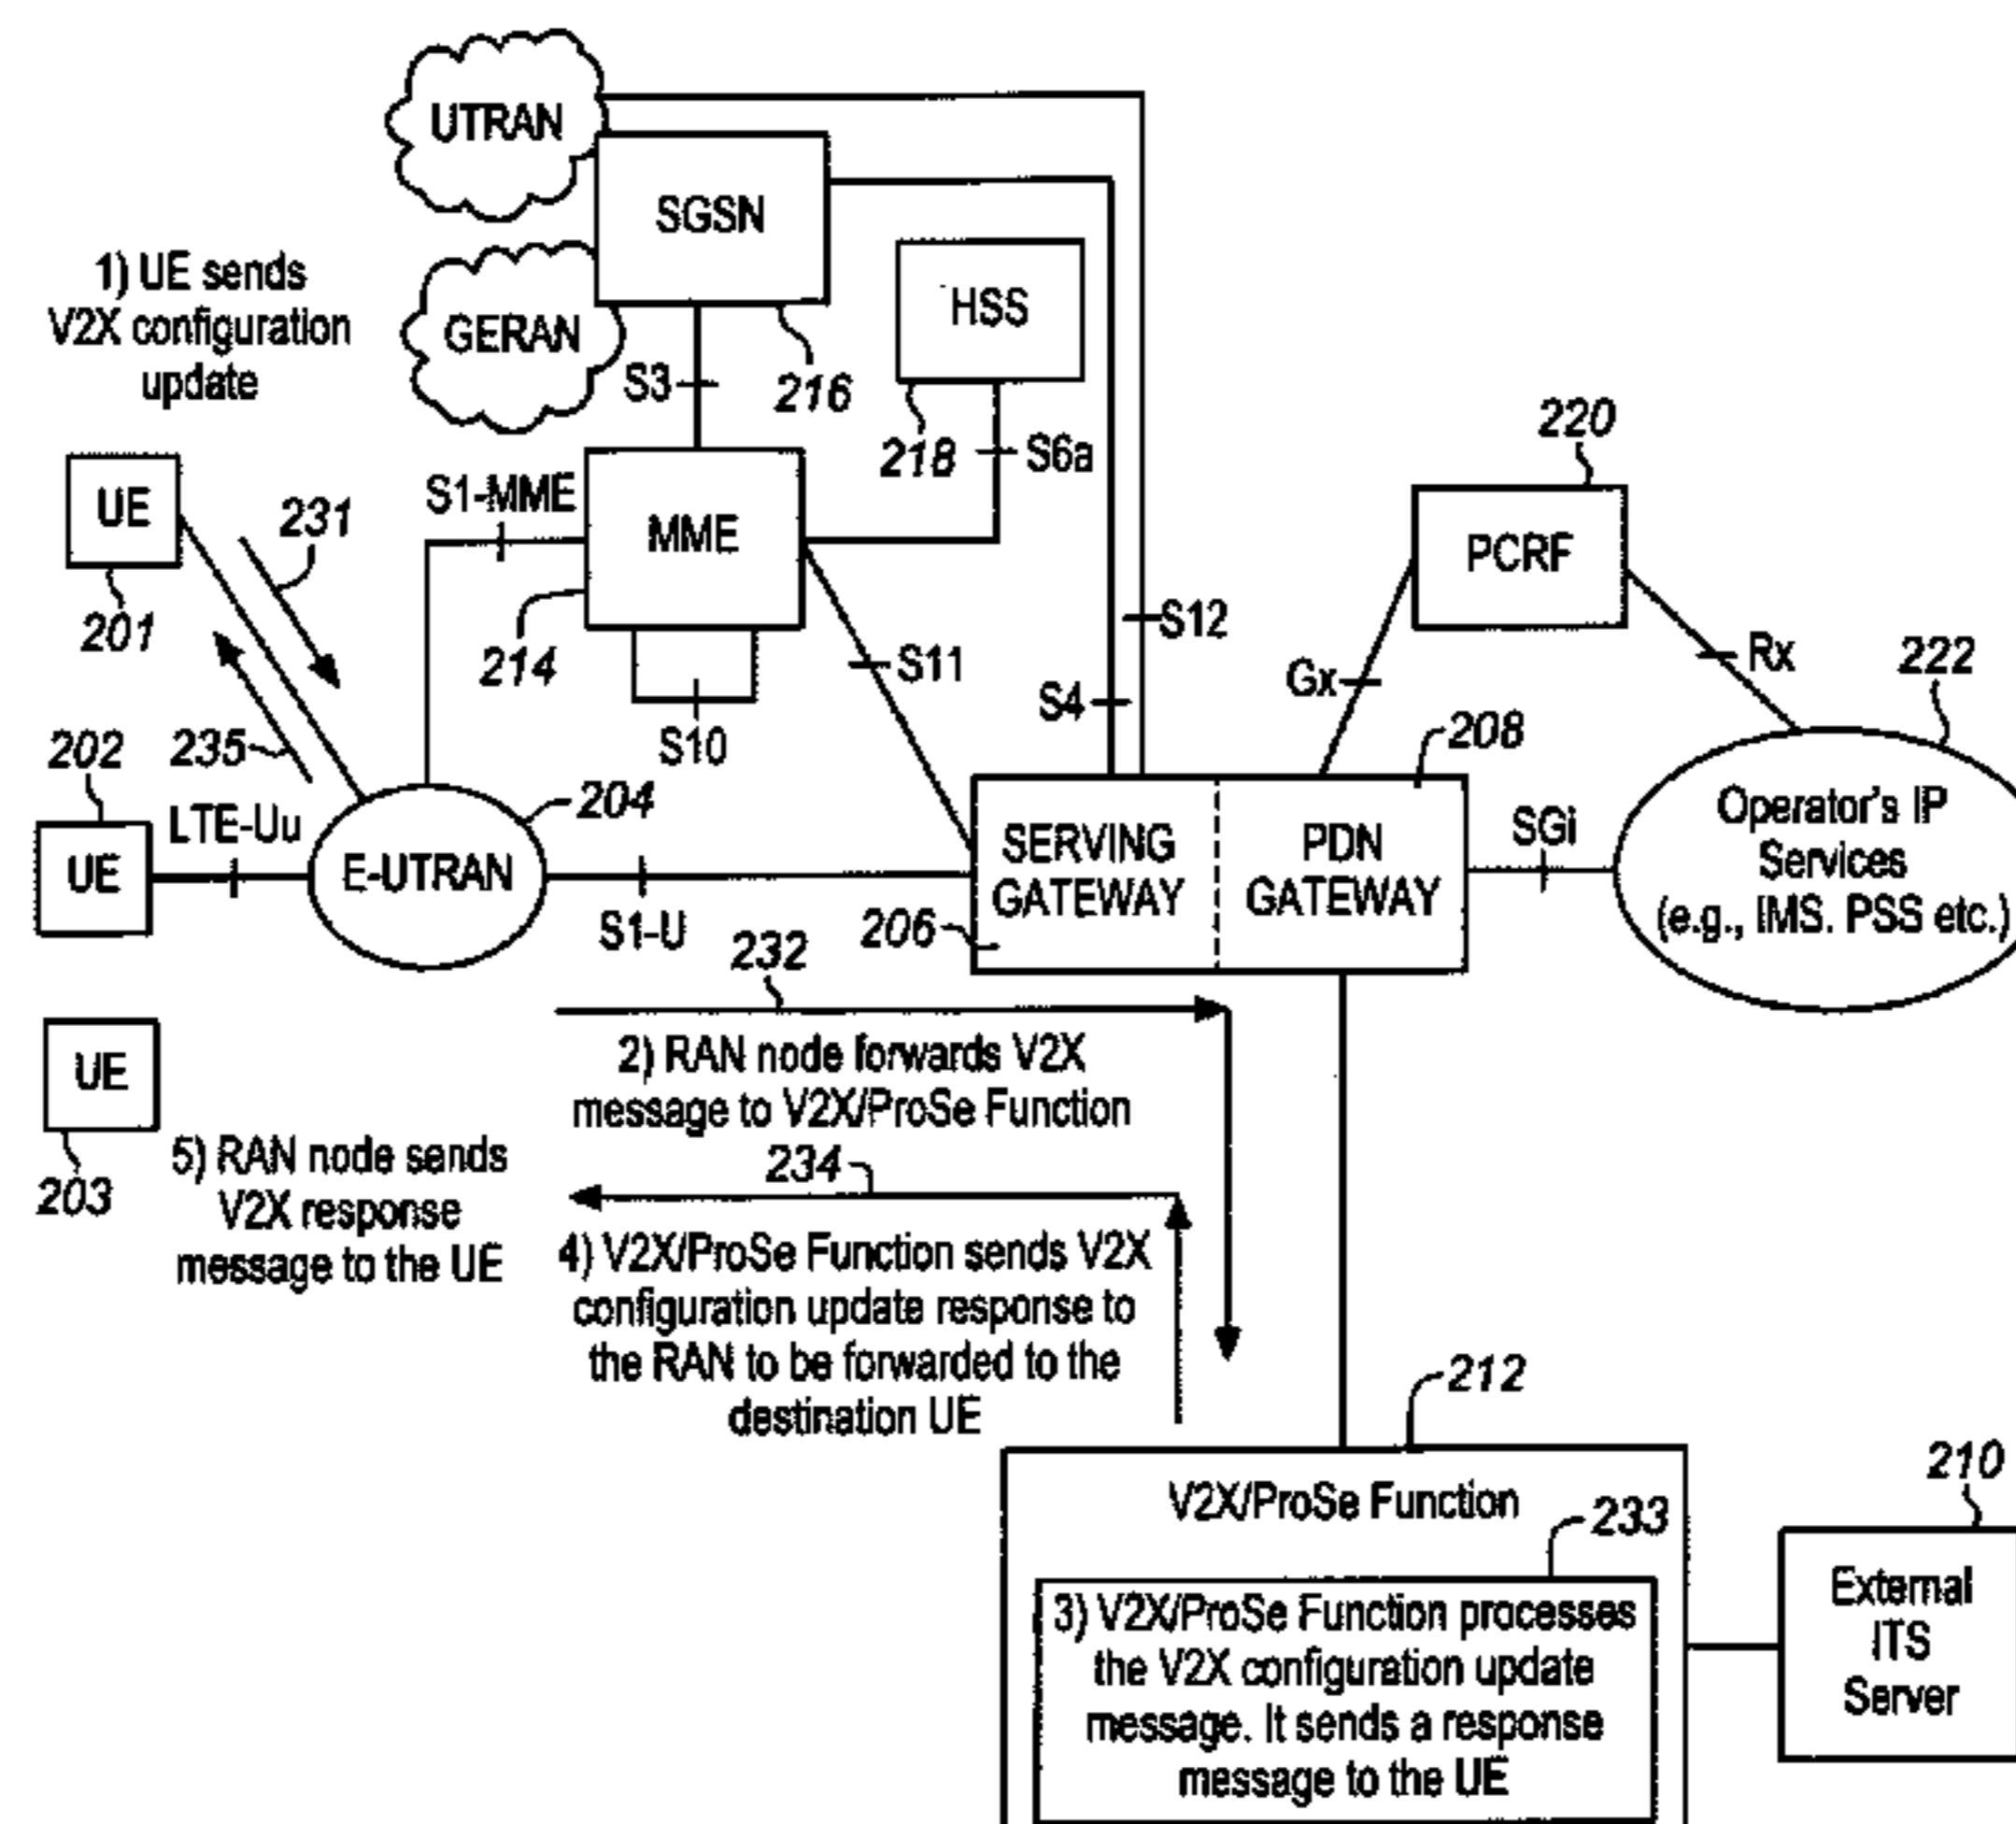 UTRAN
SGSN
1) UE sends
V2X configuration
update
GERAN
HSS
S3
216
218
S6a
220
UE
231
S1-MME
MME
PCRF
201
214
S11
S12
Gx
Rx
222
S4
S10
208
235
202
LTE-Uu
204
UE
E-UTRAN
SERVING
GATEWAY
PDN
GATEWAY
SGi
Operator's IP
Services
(e.g., IMS. PSS etc.)
S1-U
206
232
UE
203
2) RAN node forwards V2X
message to V2X/ProSe Function
5) RAN node sends
V2X response
message to the UE
234
4) V2X/ProSe Function sends V2X
configuration update response to
the RAN to be forwarded to the
destination UE
212
210
V2X/ProSe Function
233
3) V2X/ProSe Function processes
the V2X configuration update
message. It sends a response
message to the UE
External
ITS
Server